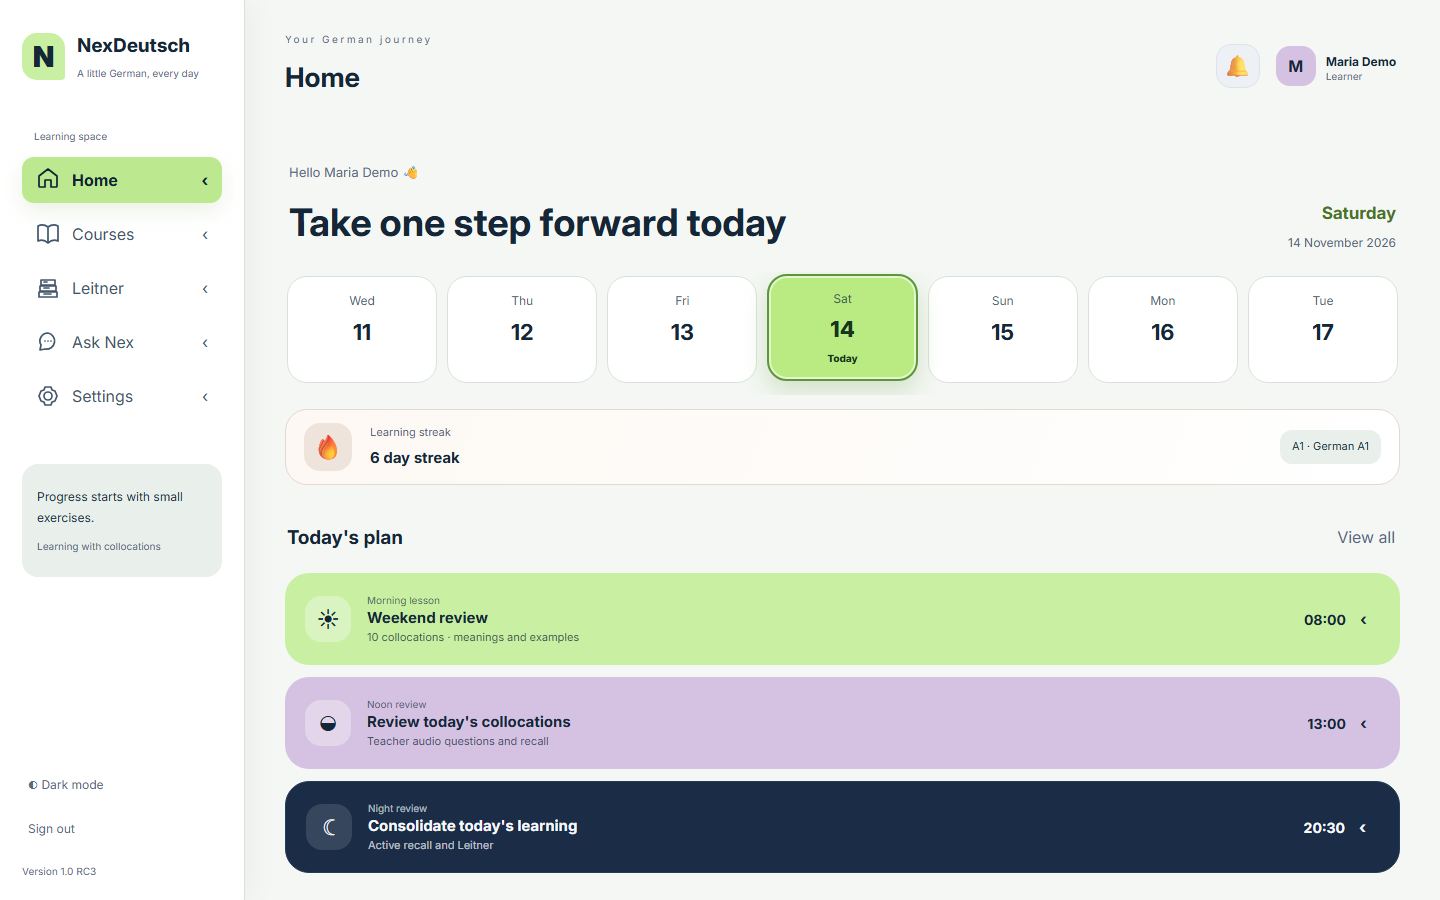 N
NexDeutsch
A little German, every day
Learning space
Home ‹
Courses ‹
Leitner ‹
Ask Nex ‹
Settings ‹
Progress starts with small
exercises.
Learning with collocations
Dark mode
Sign out
Version 1.0 RC3
Your German journey
Home
M
Maria Demo
Learner
Hello Maria Demo 👋
Take one step forward today
Saturday
14 November 2026
Wed
11
Thu
12
Fri
13
Sat
14
Today
Sun
15
Mon
16
Tue
17
Learning streak
6 day streak
A1 · German A1
Today's plan
View all
Morning lesson
Weekend review
10 collocations · meanings and examples
08:00 ‹
Noon review
Review today's collocations
Teacher audio questions and recall
13:00 ‹
Night review
Consolidate today's learning
Active recall and Leitner
20:30 ‹